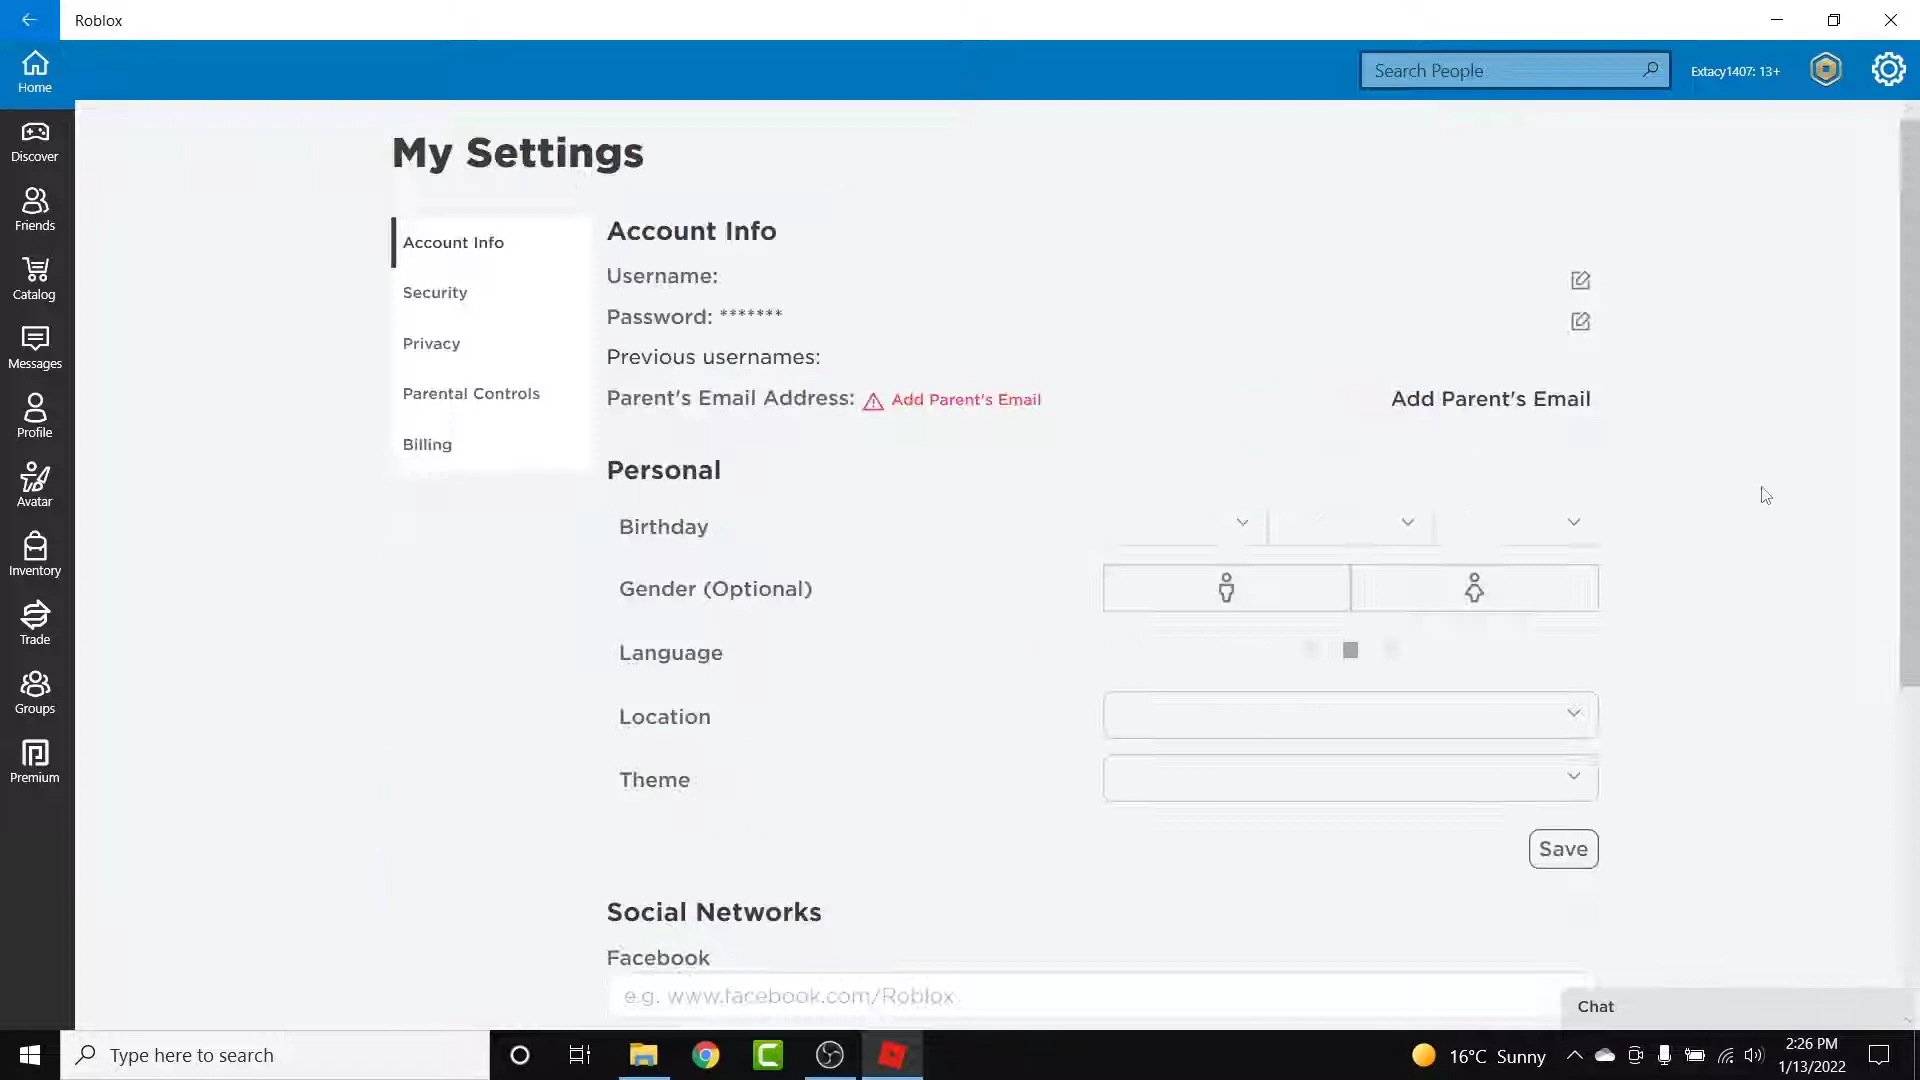 Roblox
Home
Search People
Extacy1407: 13+
Discover
Friends
Catalog
Messages
Profile
Avatar
Inventory
Trade
Groups
Premium
My Settings
Account Info
Security
Privacy
Parental Controls
Billing
Account Info
Username:
Password: *******
Previous usernames:
Parent's Email Address: Add Parent's Email
Add Parent's Email
Personal
Birthday
Gender (Optional)
Language
Location
Theme
Save
Social Networks
Facebook
e.g. www.facebook.com/Roblox
Chat
Type here to search
16°C Sunny
2:26 PM
1/13/2022